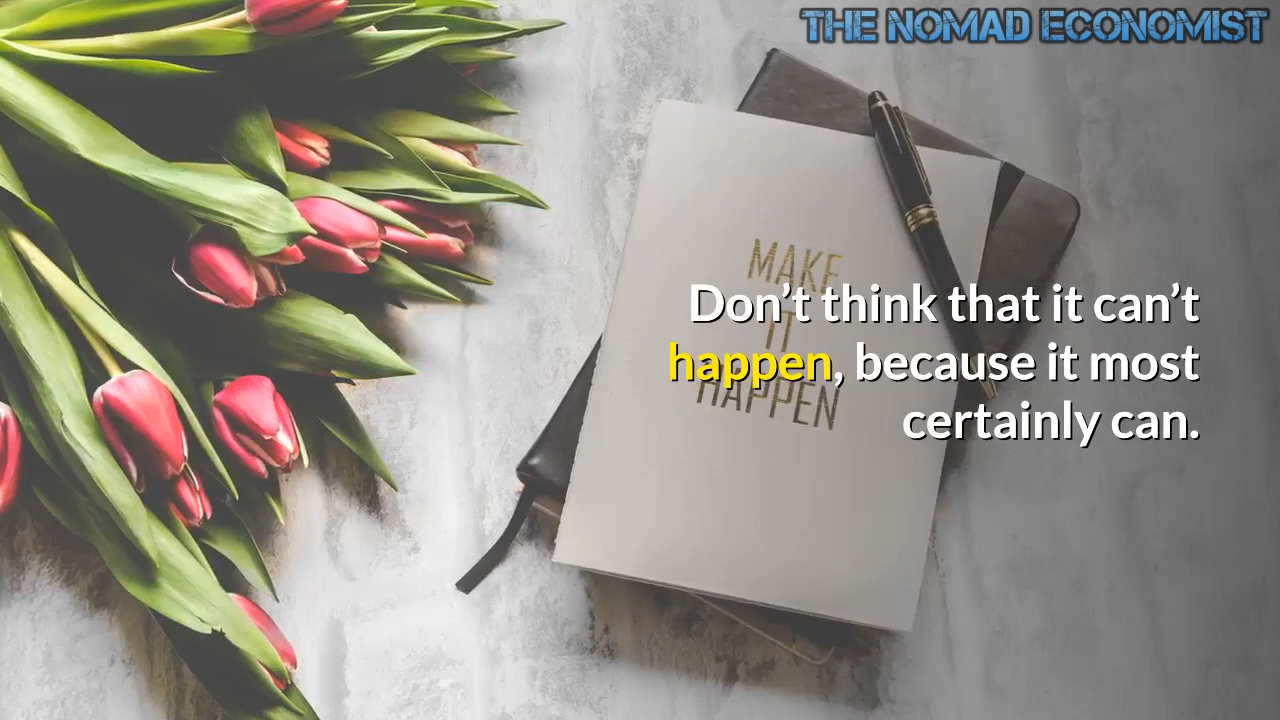 THE NOMAD ECONOMIST
MAKE
IT
HAPPEN
Don’t think that it can’t
happen, because it most
certainly can.